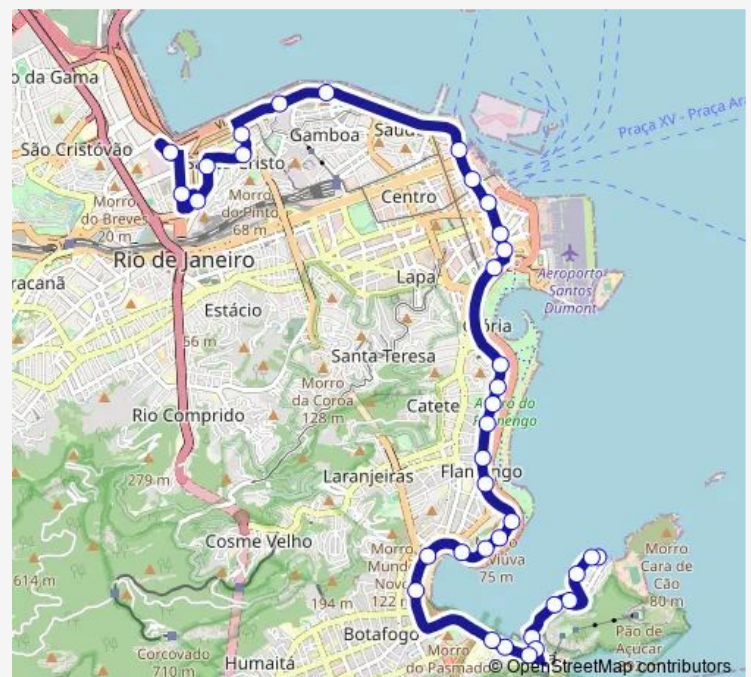 o da Gama
São Cristóvão
Gamboa
Praça XV - Praça Ar
Morro
do Breves
20 m
Morro
do Pinto
68 m
Centro
Rio de Janeiro
racanã
Lapa
Aeroporto
Santos
Dumont
Estácio
56 m
Santa Teresa
Morro
da Coroa
128 m
Rio Comprido
Catete
279 m
Laranjeiras
Cosme Velho
Morro
75 m
Morro
Cara de
Cão
80 m
614 m
194 m
122
Corcovado
710 m
Botafogo
Humaitá
Morro
do Pasmado
Pão de
Açúcar
© OpenStreetMap contributors